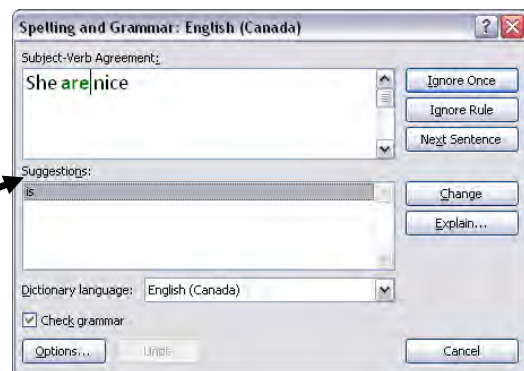 Spelling and Grammar: English (Canada)
Subject-Verb Agreement:
She are nice
Ignore Once
Ignore Rule
Next Sentence
Suggestions:
is
Change
Explain...
Dictionary language: English (Canada)
Check grammar
Options... Undo Cancel